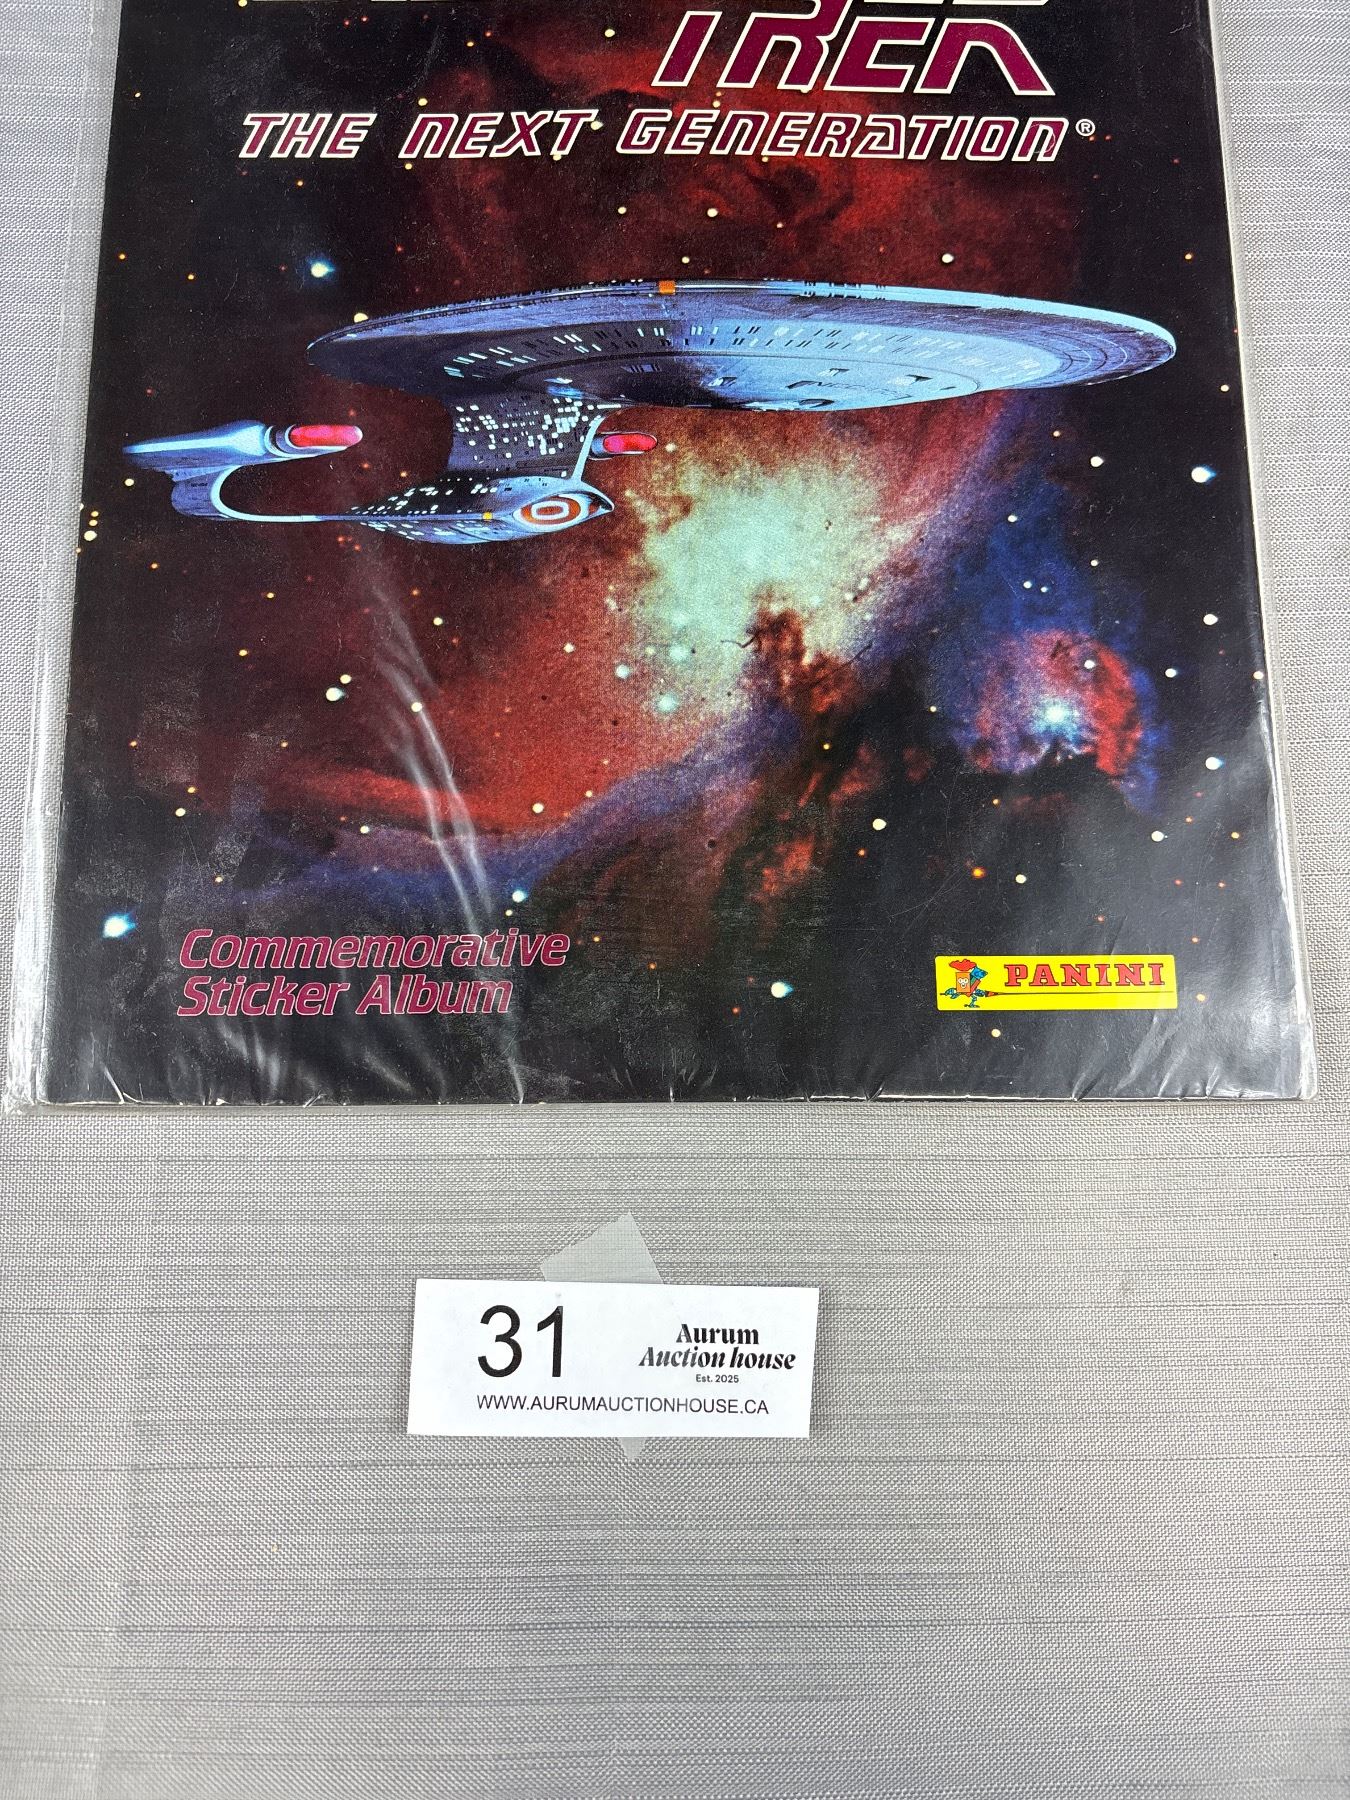 TREK
THE NEXT GENERATION®
Commemorative
Sticker Album
PANINI
31
Aurum
Auction house
Est. 2025
WWW.AURUMAUCTIONHOUSE.CA